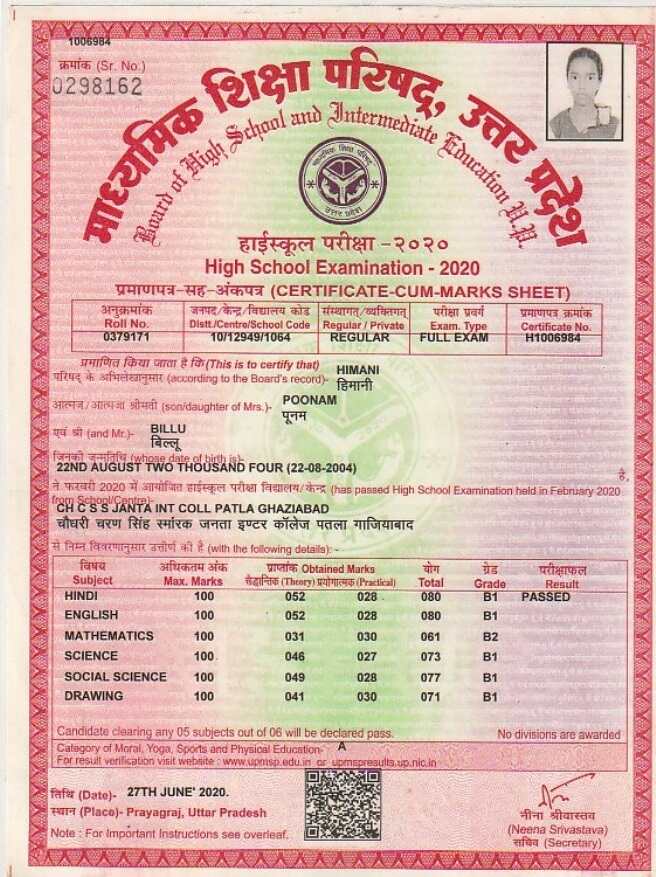 1006984
क्रमांक (Sr. No.)
0298162
माध्यमिक शिक्षा परिषद्, उत्तर प्रदेश
Board of High School and Intermediate Education U.P.
हाईस्कूल परीक्षा -२०२०
High School Examination - 2020
प्रमाणपत्र-सह-अंकपत्र (CERTIFICATE-CUM-MARKS SHEET)
अनुक्रमांक जनपद/केन्द्र/विद्यालय कोड संस्थागत/व्यक्तिगत परीक्षा प्रवर्ग प्रमाणपत्र क्रमांक
Roll No. Distt./Centre/School Code Regular / Private Exam. Type Certificate No.
0379171 10/12949/1064 REGULAR FULL EXAM H1006984
प्रमाणित किया जाता है कि (This is to certify that)
परिषद् के अभिलेखानुसार (according to the Board's record)- HIMANI
हिमानी
आत्मज/आत्मजा श्रीमती (son/daughter of Mrs.)- POONAM
पूनम
एवं श्री (and Mr.)- BILLU
बिल्लू
जिनकी जन्मतिथि (whose date of birth is)-
22ND AUGUST TWO THOUSAND FOUR (22-08-2004) है,
ने फरवरी 2020 में आयोजित हाईस्कूल परीक्षा विद्यालय/केन्द्र (has passed High School Examination held in February 2020
from School/Centre)-
CH C S S JANTA INT COLL PATLA GHAZIABAD
चौधरी चरण सिंह स्मारक जनता इण्टर कॉलेज पतला गाजियाबाद
से निम्न विवरणानुसार उत्तीर्ण की है (with the following details): -
विषय अधिकतम अंक प्राप्तांक Obtained Marks योग ग्रेड परीक्षाफल
Subject Max. Marks सैद्धान्तिक (Theory) प्रयोगात्मक (Practical) Total Grade Result
HINDI 100 052 028 080 B1 PASSED
ENGLISH 100 052 028 080 B1
MATHEMATICS 100 031 030 061 B2
SCIENCE 100 046 027 073 B1
SOCIAL SCIENCE 100 049 028 077 B1
DRAWING 100 041 030 071 B1
Candidate clearing any 05 subjects out of 06 will be declared pass. No divisions are awarded
Category of Moral, Yoga, Sports and Physical Education- A
For result verification visit website : www.upmsp.edu.in or upmspresults.up.nic.in
तिथि (Date)- 27TH JUNE' 2020.
स्थान (Place)- Prayagraj, Uttar Pradesh
Note : For Important Instructions see overleaf.
नीना श्रीवास्तव
(Neena Srivastava)
सचिव (Secretary)